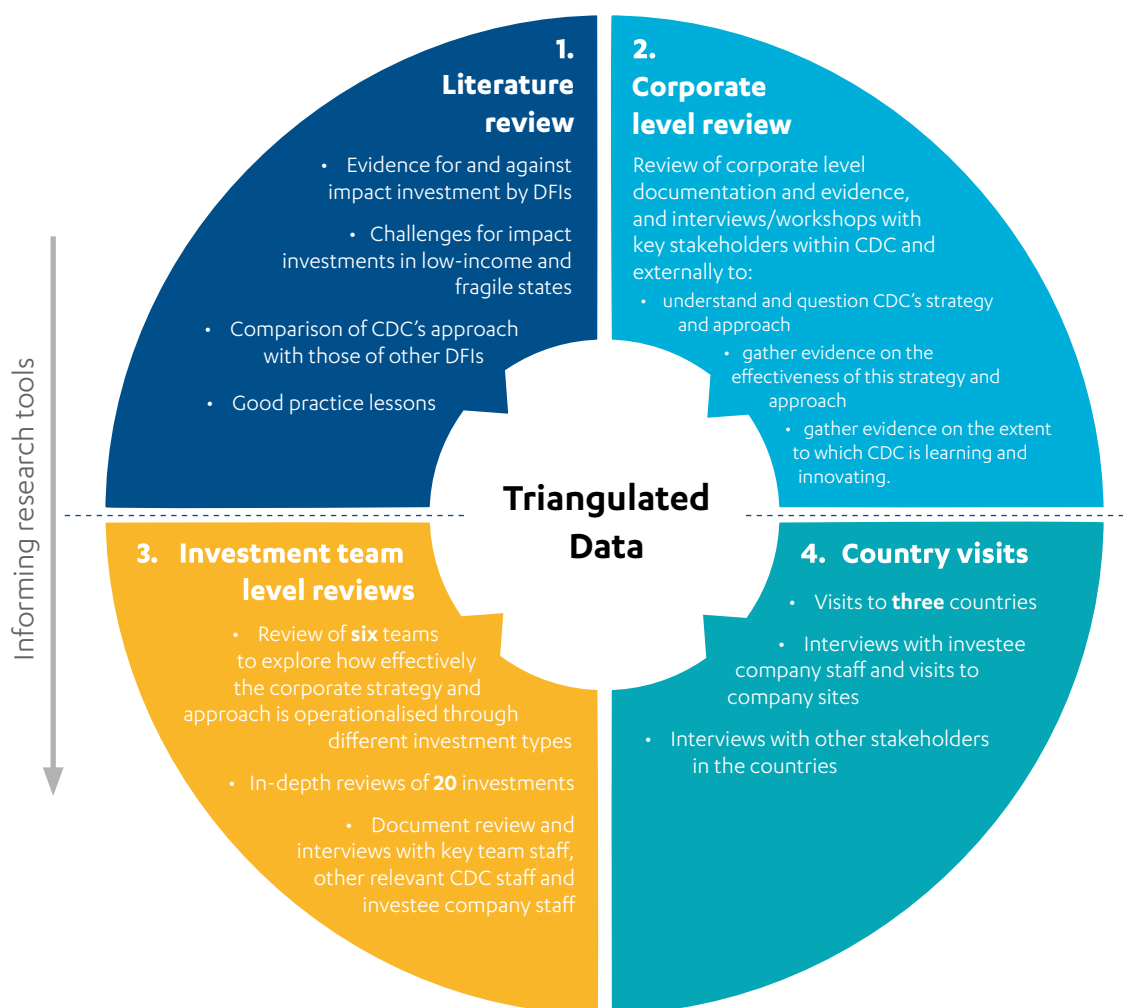 1.
Literature
review
• Evidence for and against
impact investment by DFIs
• Challenges for impact
investments in low-income and
fragile states
• Comparison of CDC’s approach
with those of other DFIs
• Good practice lessons
2.
Corporate
level review
Review of corporate level
documentation and evidence,
and interviews/workshops with
key stakeholders within CDC and
externally to:
• understand and question CDC’s strategy
and approach
• gather evidence on the
effectiveness of this strategy and
approach
• gather evidence on the extent
to which CDC is learning and
innovating.
Informing research tools
Triangulated
Data
3. Investment team
level reviews
• Review of six teams
to explore how effectively
the corporate strategy and
approach is operationalised through
different investment types
• In-depth reviews of 20 investments
• Document review and
interviews with key team staff,
other relevant CDC staff and
investee company staff
4. Country visits
• Visits to three countries
• Interviews with investee
company staff and visits to
company sites
• Interviews with other stakeholders
in the countries